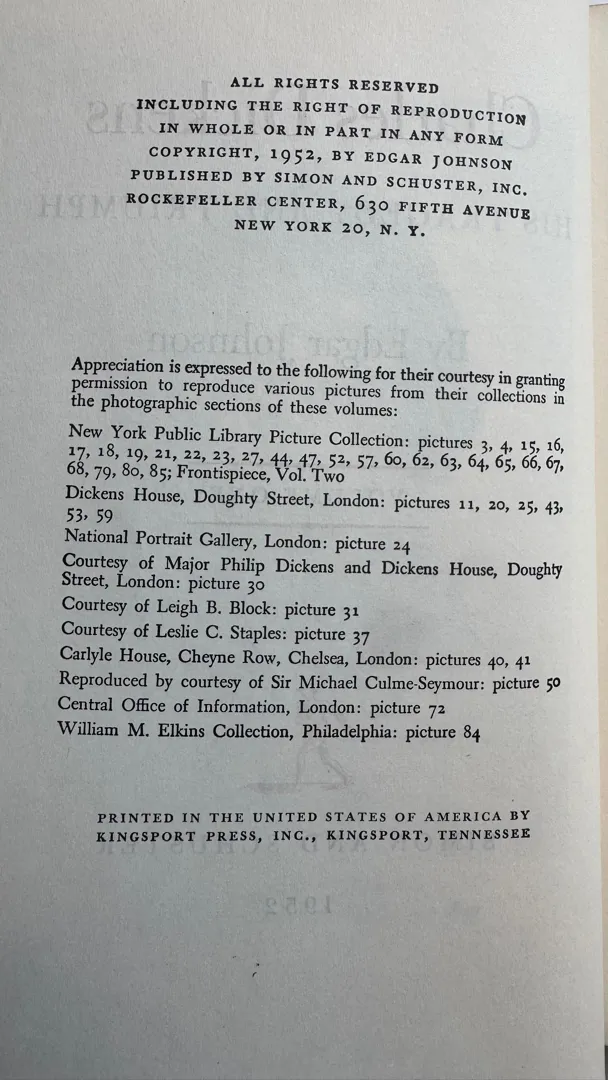 ALL RIGHTS RESERVED
INCLUDING THE RIGHT OF REPRODUCTION
IN WHOLE OR IN PART IN ANY FORM
COPYRIGHT, 1952, BY EDGAR JOHNSON
PUBLISHED BY SIMON AND SCHUSTER, INC.
ROCKEFELLER CENTER, 630 FIFTH AVENUE
NEW YORK 20, N. Y.
Appreciation is expressed to the following for their courtesy in granting
permission to reproduce various pictures from their collections in
the photographic sections of these volumes:
New York Public Library Picture Collection: pictures 3, 4, 15, 16,
17, 18, 19, 21, 22, 23, 27, 44, 47, 52, 57, 60, 62, 63, 64, 65, 66, 67,
68, 79, 80, 85; Frontispiece, Vol. Two
Dickens House, Doughty Street, London: pictures 11, 20, 25, 43,
53, 59
National Portrait Gallery, London: picture 24
Courtesy of Major Philip Dickens and Dickens House, Doughty
Street, London: picture 30
Courtesy of Leigh B. Block: picture 31
Courtesy of Leslie C. Staples: picture 37
Carlyle House, Cheyne Row, Chelsea, London: pictures 40, 41
Reproduced by courtesy of Sir Michael Culme-Seymour: picture 50
Central Office of Information, London: picture 72
William M. Elkins Collection, Philadelphia: picture 84
PRINTED IN THE UNITED STATES OF AMERICA BY
KINGSPORT PRESS, INC., KINGSPORT, TENNESSEE